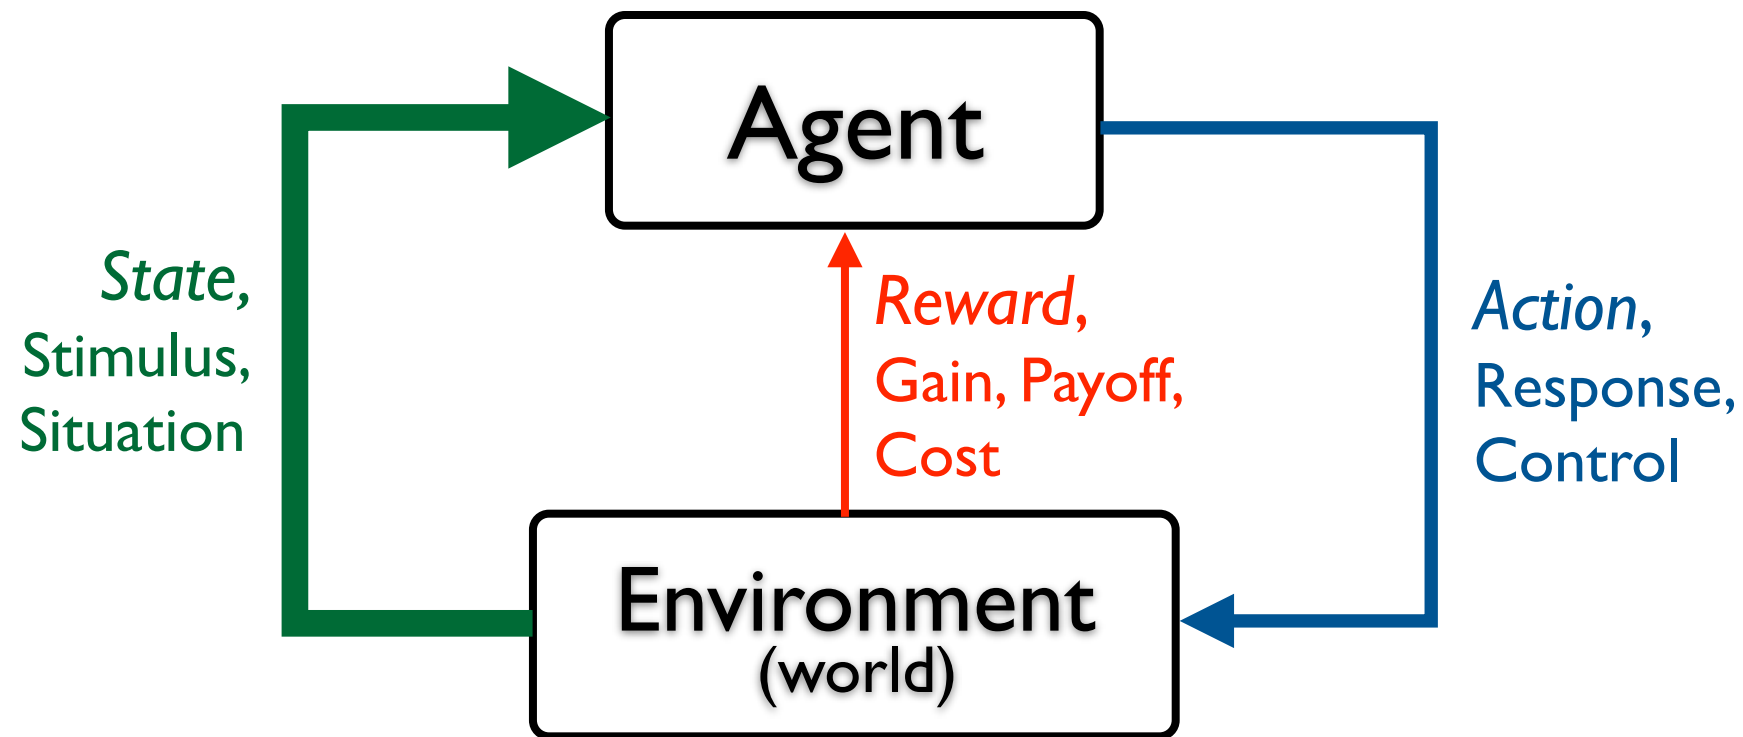 Agent
State,
Stimulus,
Situation
Reward,
Gain, Payoff,
Cost
Action,
Response,
Control
Environment
(world)